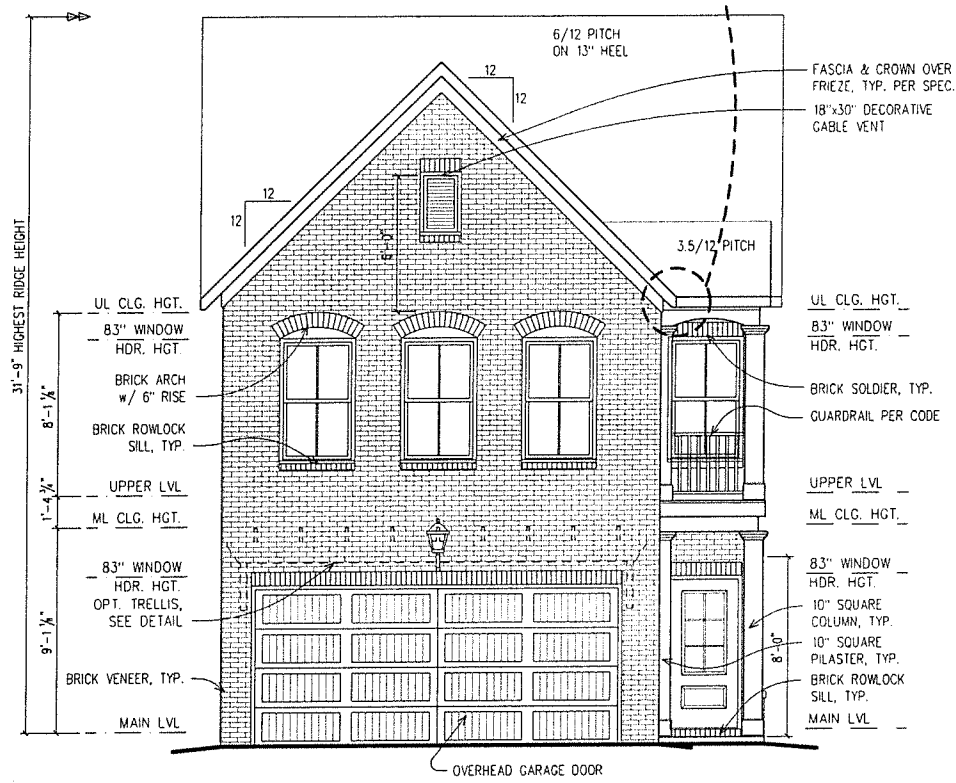 6/12 PITCH
ON 13" HEEL
12
12
FASCIA & CROWN OVER
FRIEZE, TYP. PER SPEC.
18"x30" DECORATIVE
GABLE VENT
12
12
6'-0"
3.5/12 PITCH
31'-9" HIGHEST RIDGE HEIGHT
UL CLG. HGT.
83" WINDOW
HDR. HGT.
BRICK ARCH
w/ 6" RISE
BRICK ROWLOCK
SILL, TYP.
UPPER LVL
ML CLG. HGT.
83" WINDOW
HDR. HGT.
OPT. TRELLIS,
SEE DETAIL
BRICK VENEER, TYP.
MAIN LVL
8'-1 1/8"
1'-4 3/4"
9'-1 1/8"
UL CLG. HGT.
83" WINDOW
HDR. HGT.
BRICK SOLDIER, TYP.
GUARDRAIL PER CODE
UPPER LVL
ML CLG. HGT.
83" WINDOW
HDR. HGT.
10" SQUARE
COLUMN, TYP.
10" SQUARE
PILASTER, TYP.
BRICK ROWLOCK
SILL, TYP.
MAIN LVL
8'-0"
OVERHEAD GARAGE DOOR